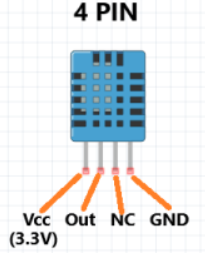 4 PIN
Vcc Out NC GND
(3.3V)